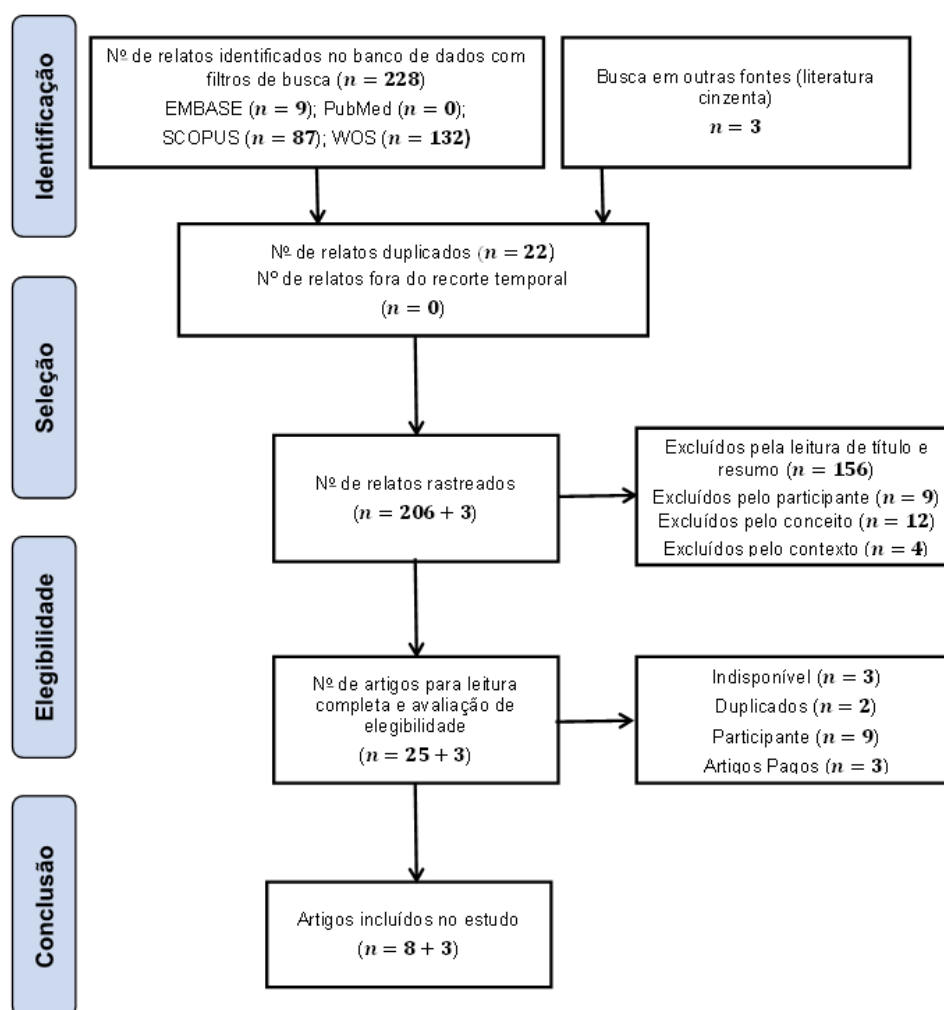 Identificação
Nº de relatos identificados no banco de dados com
filtros de busca (n = 228)
EMBASE (n = 9); PubMed (n = 0);
SCOPUS (n = 87); WOS (n = 132)
Busca em outras fontes (literatura
cinzenta)
n = 3
Nº de relatos duplicados (n = 22)
Nº de relatos fora do recorte temporal
(n = 0)
Seleção
Nº de relatos rastreados
(n = 206 + 3)
Excluídos pela leitura de título e
resumo (n = 156)
Excluídos pelo participante (n = 9)
Excluídos pelo conceito (n = 12)
Excluídos pelo contexto (n = 4)
Elegibilidade
Nº de artigos para leitura
completa e avaliação de
elegibilidade
(n = 25 + 3)
Indisponível (n = 3)
Duplicados (n = 2)
Participante (n = 9)
Artigos Pagos (n = 3)
Conclusão
Artigos incluídos no estudo
(n = 8 + 3)